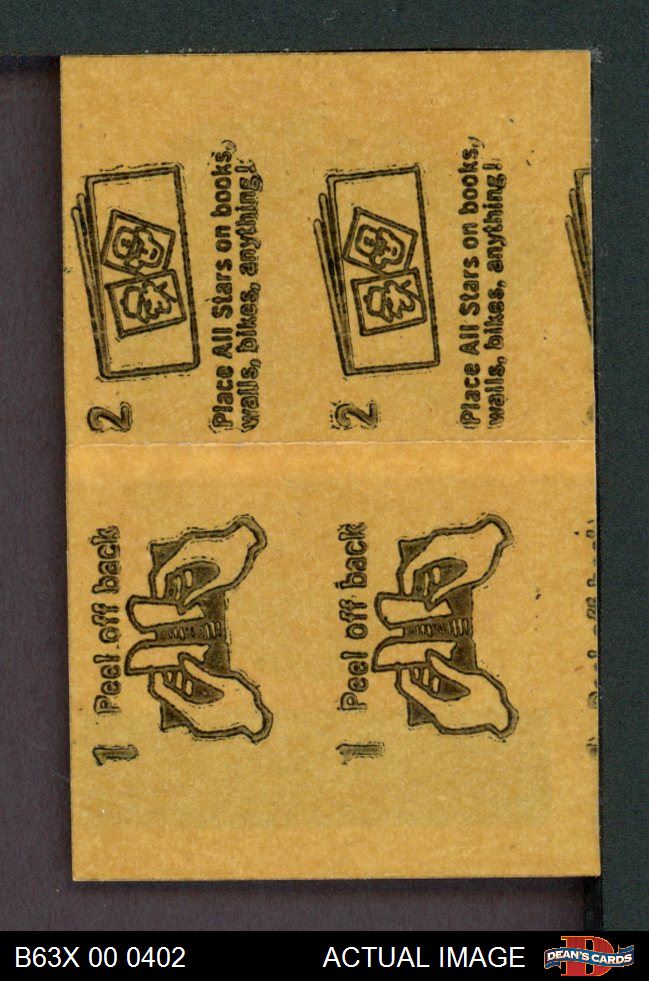 1 Peel off back
2
Place All Stars on books,
walls, bikes, anything!
1 Peel off back
2
Place All Stars on books,
walls, bikes, anything!
B63X 00 0402
ACTUAL IMAGE
DEAN'S CARDS